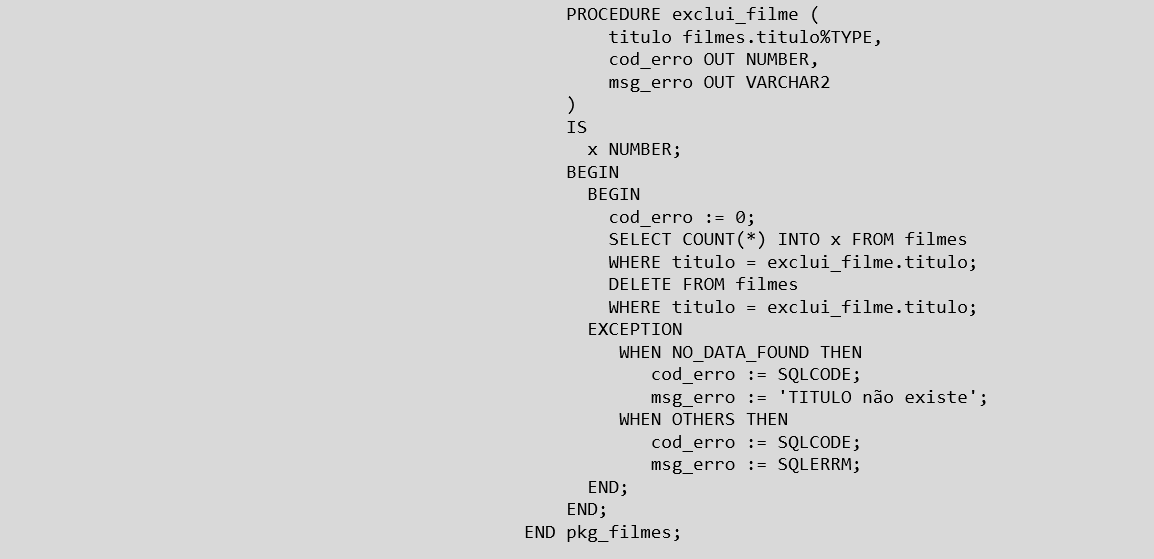 PROCEDURE exclui_filme (
titulo filmes.titulo%TYPE,
cod_erro OUT NUMBER,
msg_erro OUT VARCHAR2
)
IS
x NUMBER;
BEGIN
BEGIN
cod_erro := 0;
SELECT COUNT(*) INTO x FROM filmes
WHERE titulo = exclui_filme.titulo;
DELETE FROM filmes
WHERE titulo = exclui_filme.titulo;
EXCEPTION
WHEN NO_DATA_FOUND THEN
cod_erro := SQLCODE;
msg_erro := 'TITULO não existe';
WHEN OTHERS THEN
cod_erro := SQLCODE;
msg_erro := SQLERRM;
END;
END;
END pkg_filmes;